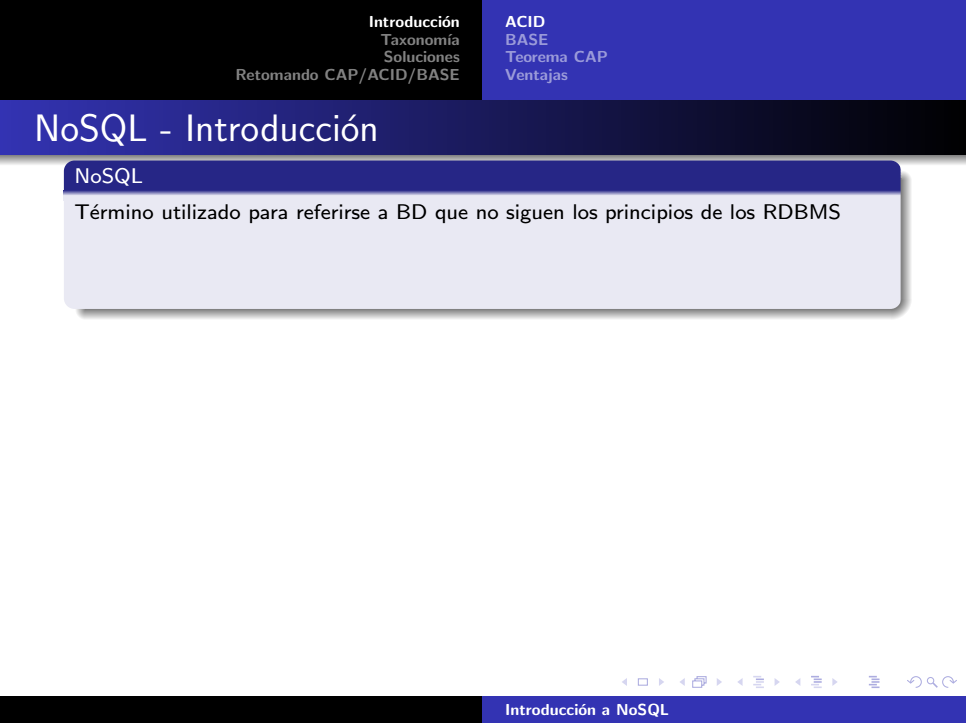 Introducción
Taxonomía
Soluciones
Retomando CAP/ACID/BASE
ACID
BASE
Teorema CAP
Ventajas
NoSQL - Introducción
NoSQL
Término utilizado para referirse a BD que no siguen los principios de los RDBMS
Introducción a NoSQL